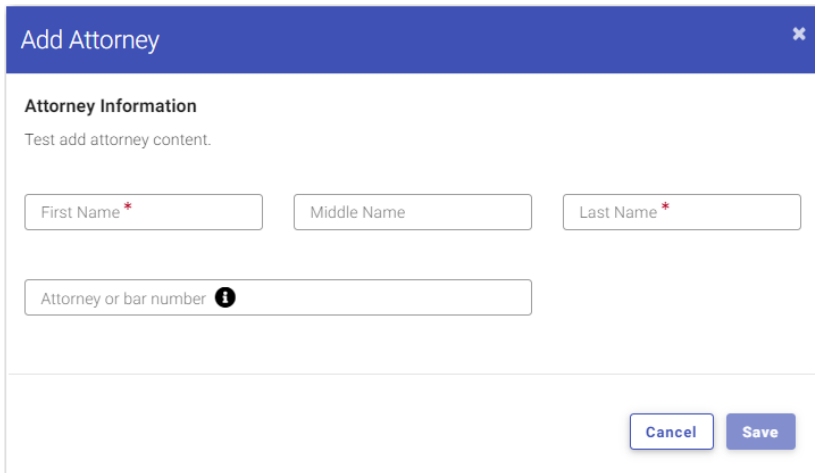 Add Attorney
Attorney Information
Test add attorney content.
First Name *
Middle Name
Last Name *
Attorney or bar number
Cancel
Save